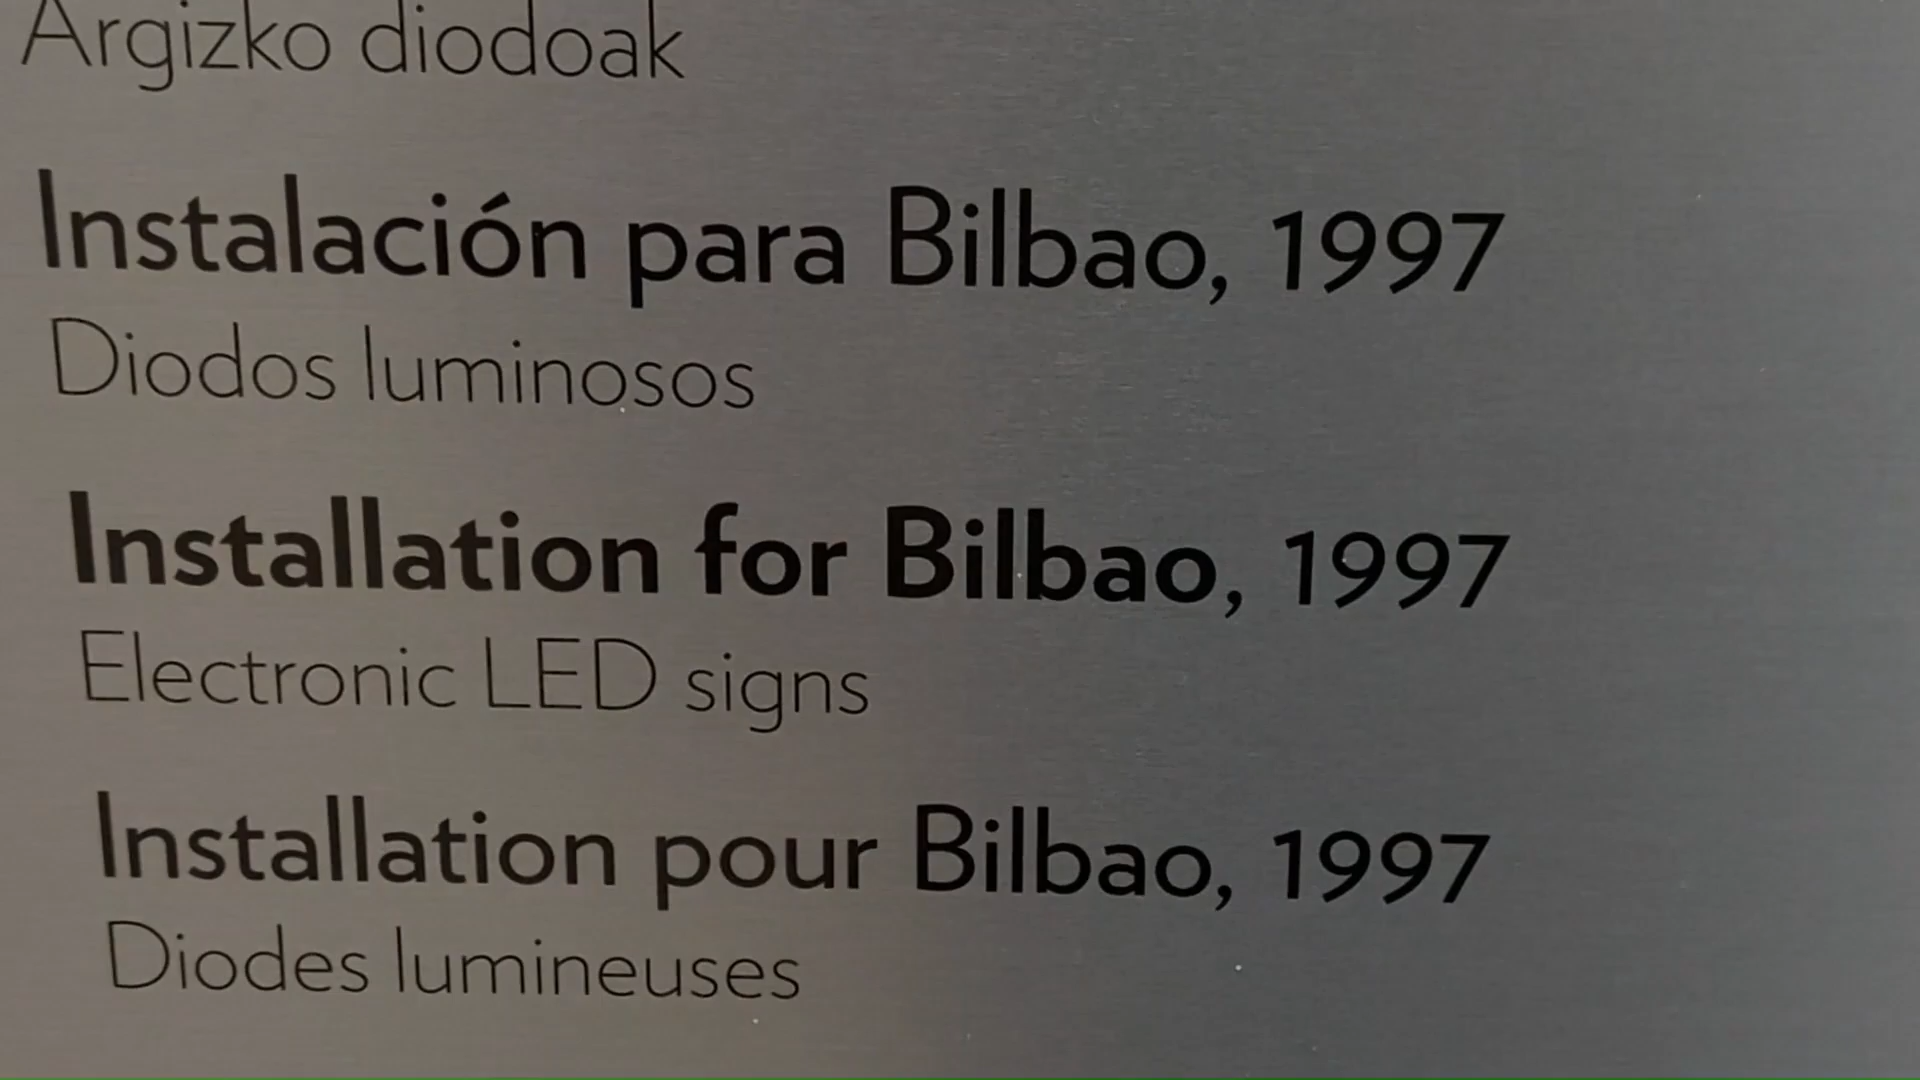 Argizko diodoak
Instalación para Bilbao, 1997
Diodos luminosos
Installation for Bilbao, 1997
Electronic LED signs
Installation pour Bilbao, 1997
Diodes lumineuses